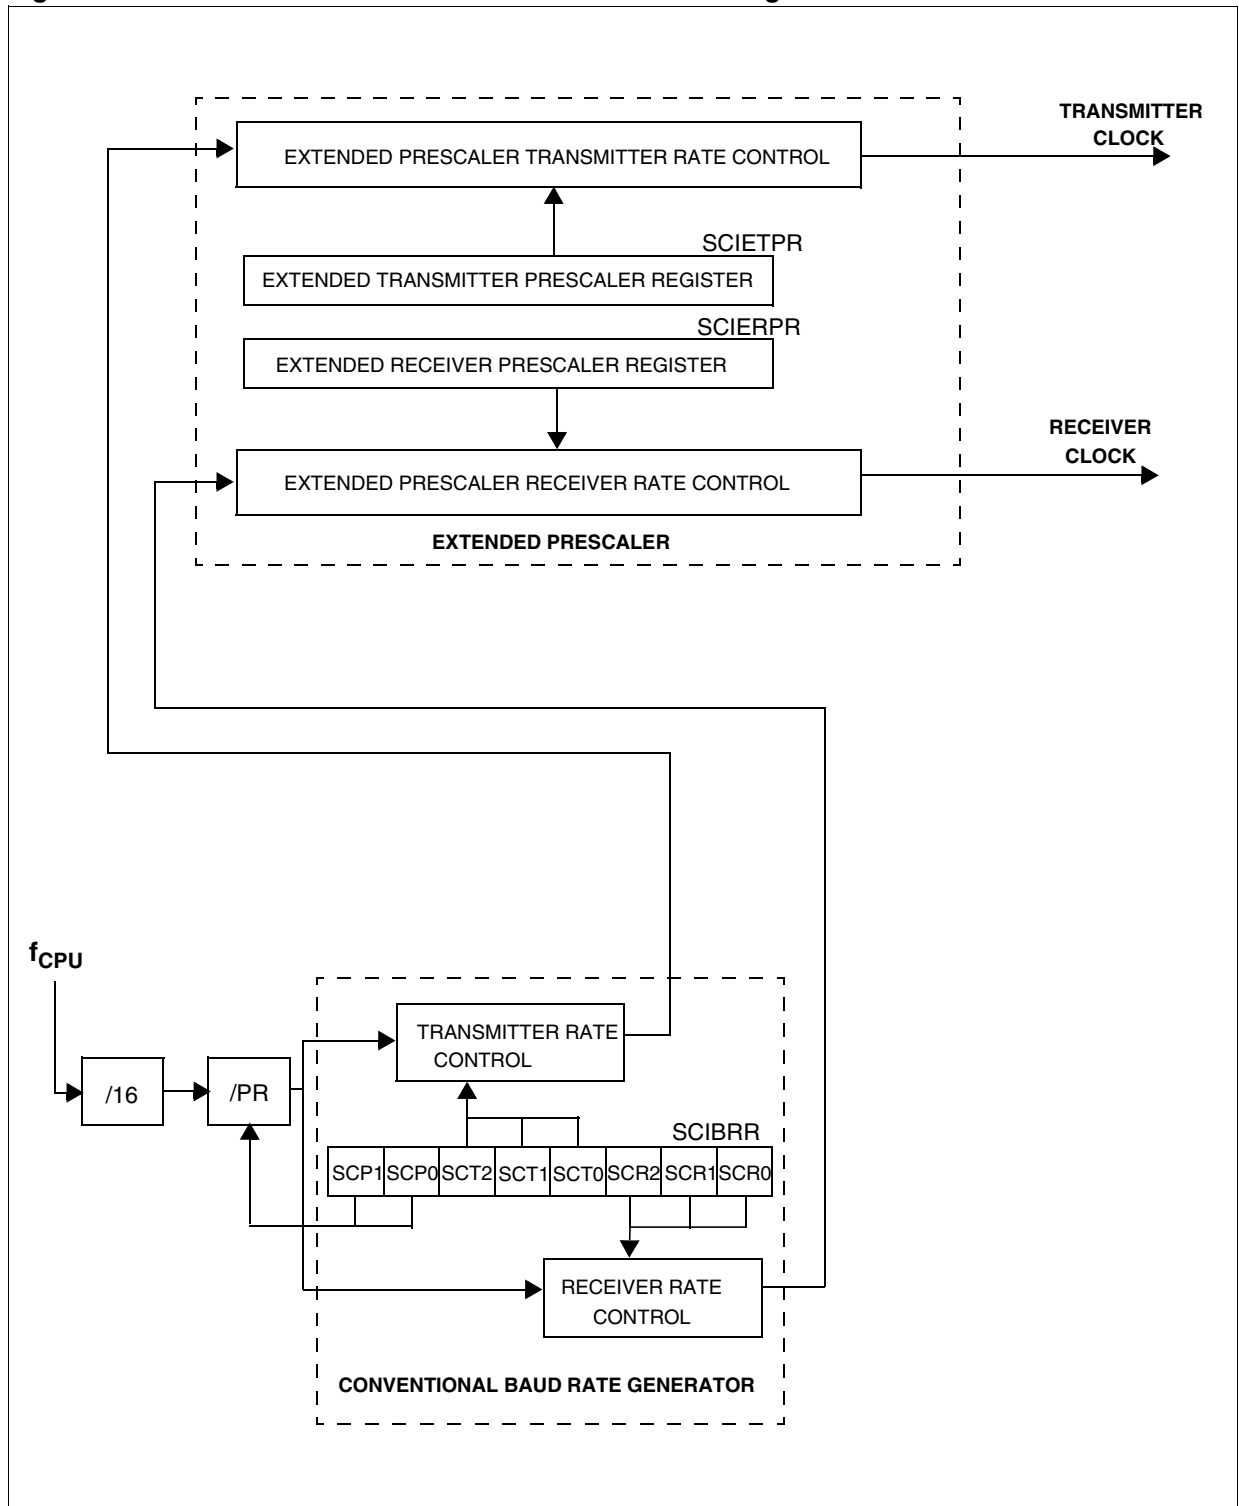 TRANSMITTER
CLOCK
EXTENDED PRESCALER TRANSMITTER RATE CONTROL
SCIETPR
EXTENDED TRANSMITTER PRESCALER REGISTER
SCIERPR
EXTENDED RECEIVER PRESCALER REGISTER
RECEIVER
CLOCK
EXTENDED PRESCALER RECEIVER RATE CONTROL
EXTENDED PRESCALER
fCPU
TRANSMITTER RATE
CONTROL
/16
/PR
SCIBRR
SCP1 SCP0 SCT2 SCT1 SCT0 SCR2 SCR1 SCR0
RECEIVER RATE
CONTROL
CONVENTIONAL BAUD RATE GENERATOR